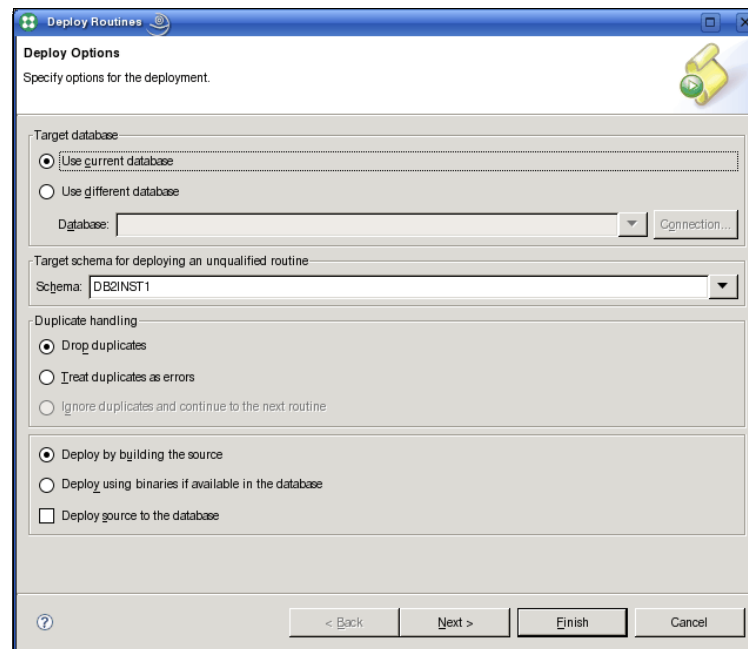 Deploy Routines
Deploy Options
Specify options for the deployment.
Target database
Use current database
Use different database
Database:
Connection...
Target schema for deploying an unqualified routine
Schema: DB2INST1
Duplicate handling
Drop duplicates
Treat duplicates as errors
Ignore duplicates and continue to the next routine
Deploy by building the source
Deploy using binaries if available in the database
Deploy source to the database
? < Back Next > Finish Cancel